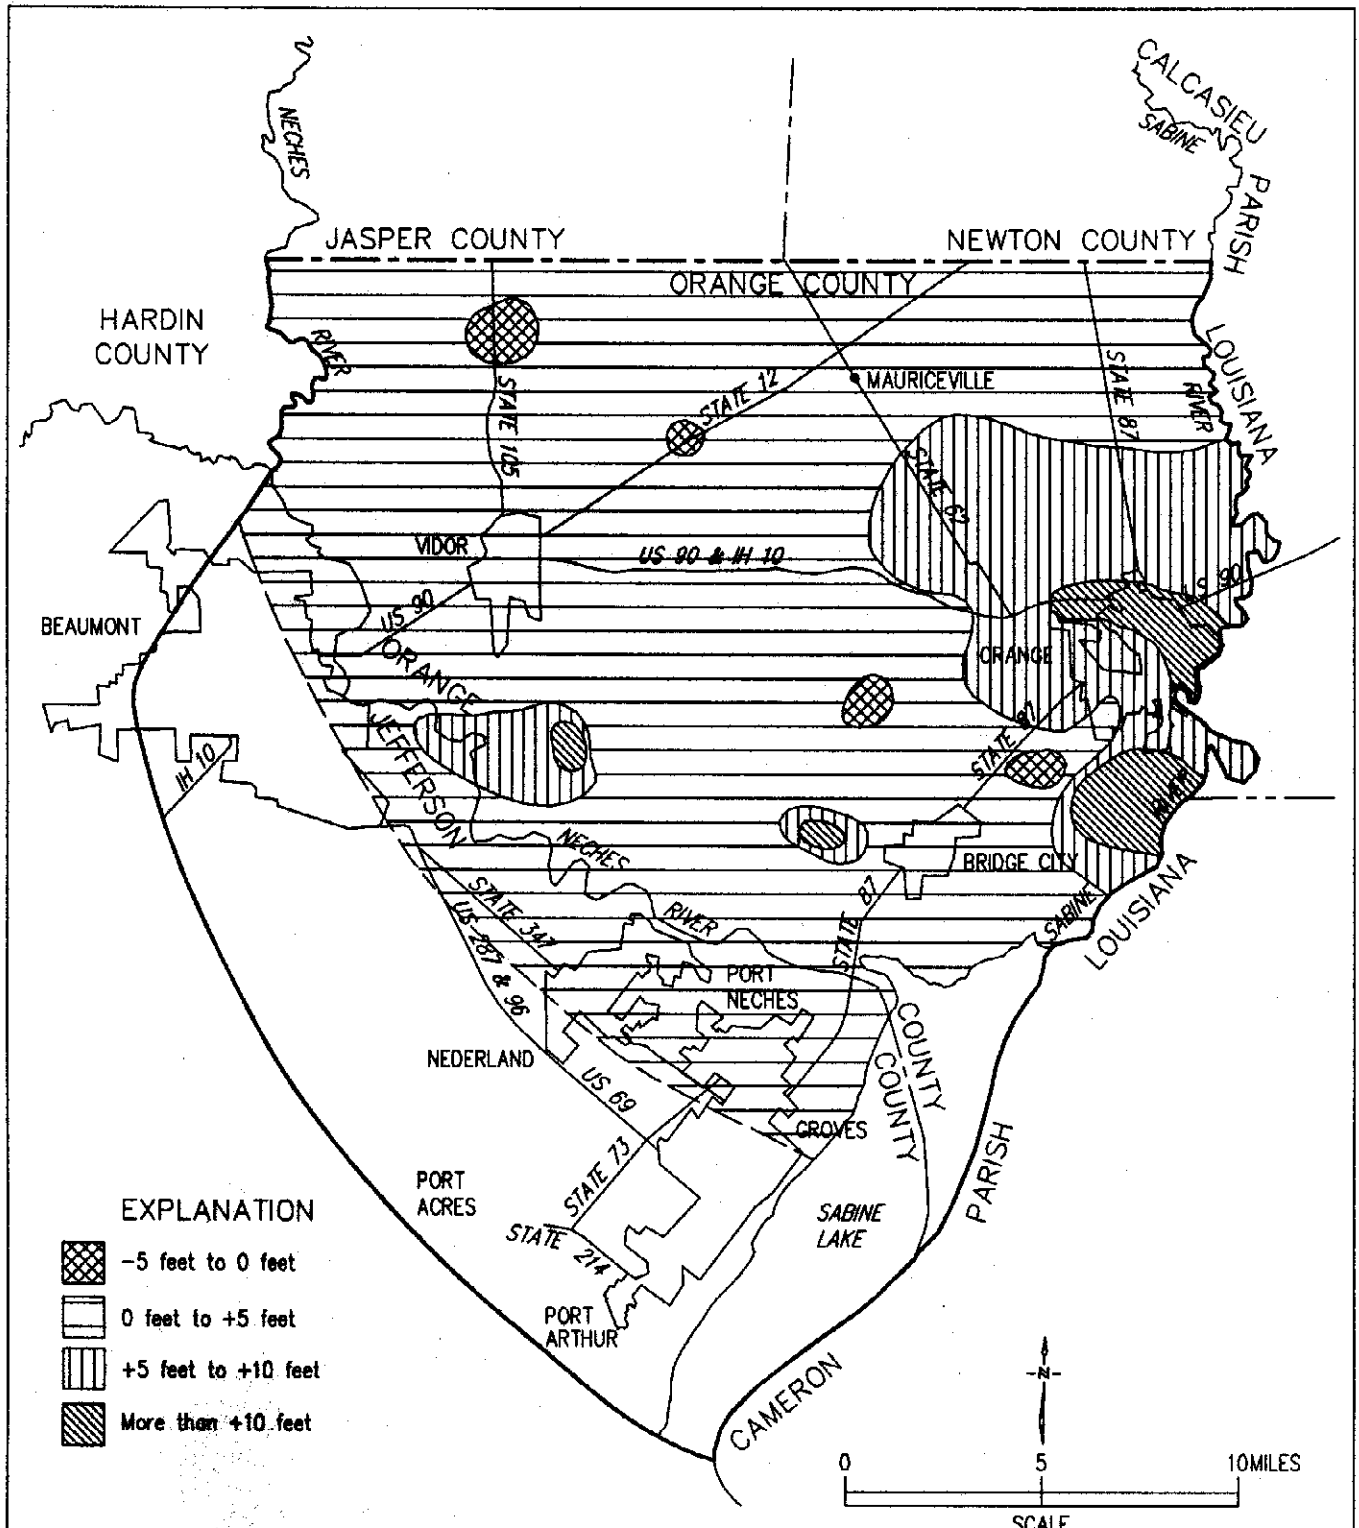 CALCASIEU
SABINE
NECHES
PARISH
JASPER COUNTY
NEWTON COUNTY
ORANGE COUNTY
HARDIN
COUNTY
RIVER
LOUISIANA
STATE 12
MAURICEVILLE
STATE 87
RIVER
STATE 105
STATE 62
VIDOR
US 90 & IH 10
US 90
BEAUMONT
US 90
ORANGE
ORANGE
JEFFERSON
STATE 87
IH 10
RIVER
NECHES
BRIDGE CITY
STATE 347
STATE 87
SABINE
LOUISIANA
RIVER
US 287 & 96
PORT
NECHES
COUNTY
COUNTY
NEDERLAND
US 69
GROVES
STATE 73
PARISH
PORT
ACRES
SABINE
LAKE
STATE 214
PORT
ARTHUR
CAMERON
EXPLANATION
-5 feet to 0 feet
0 feet to +5 feet
+5 feet to +10 feet
More than +10 feet
-N-
0 5 10 MILES
SCALE